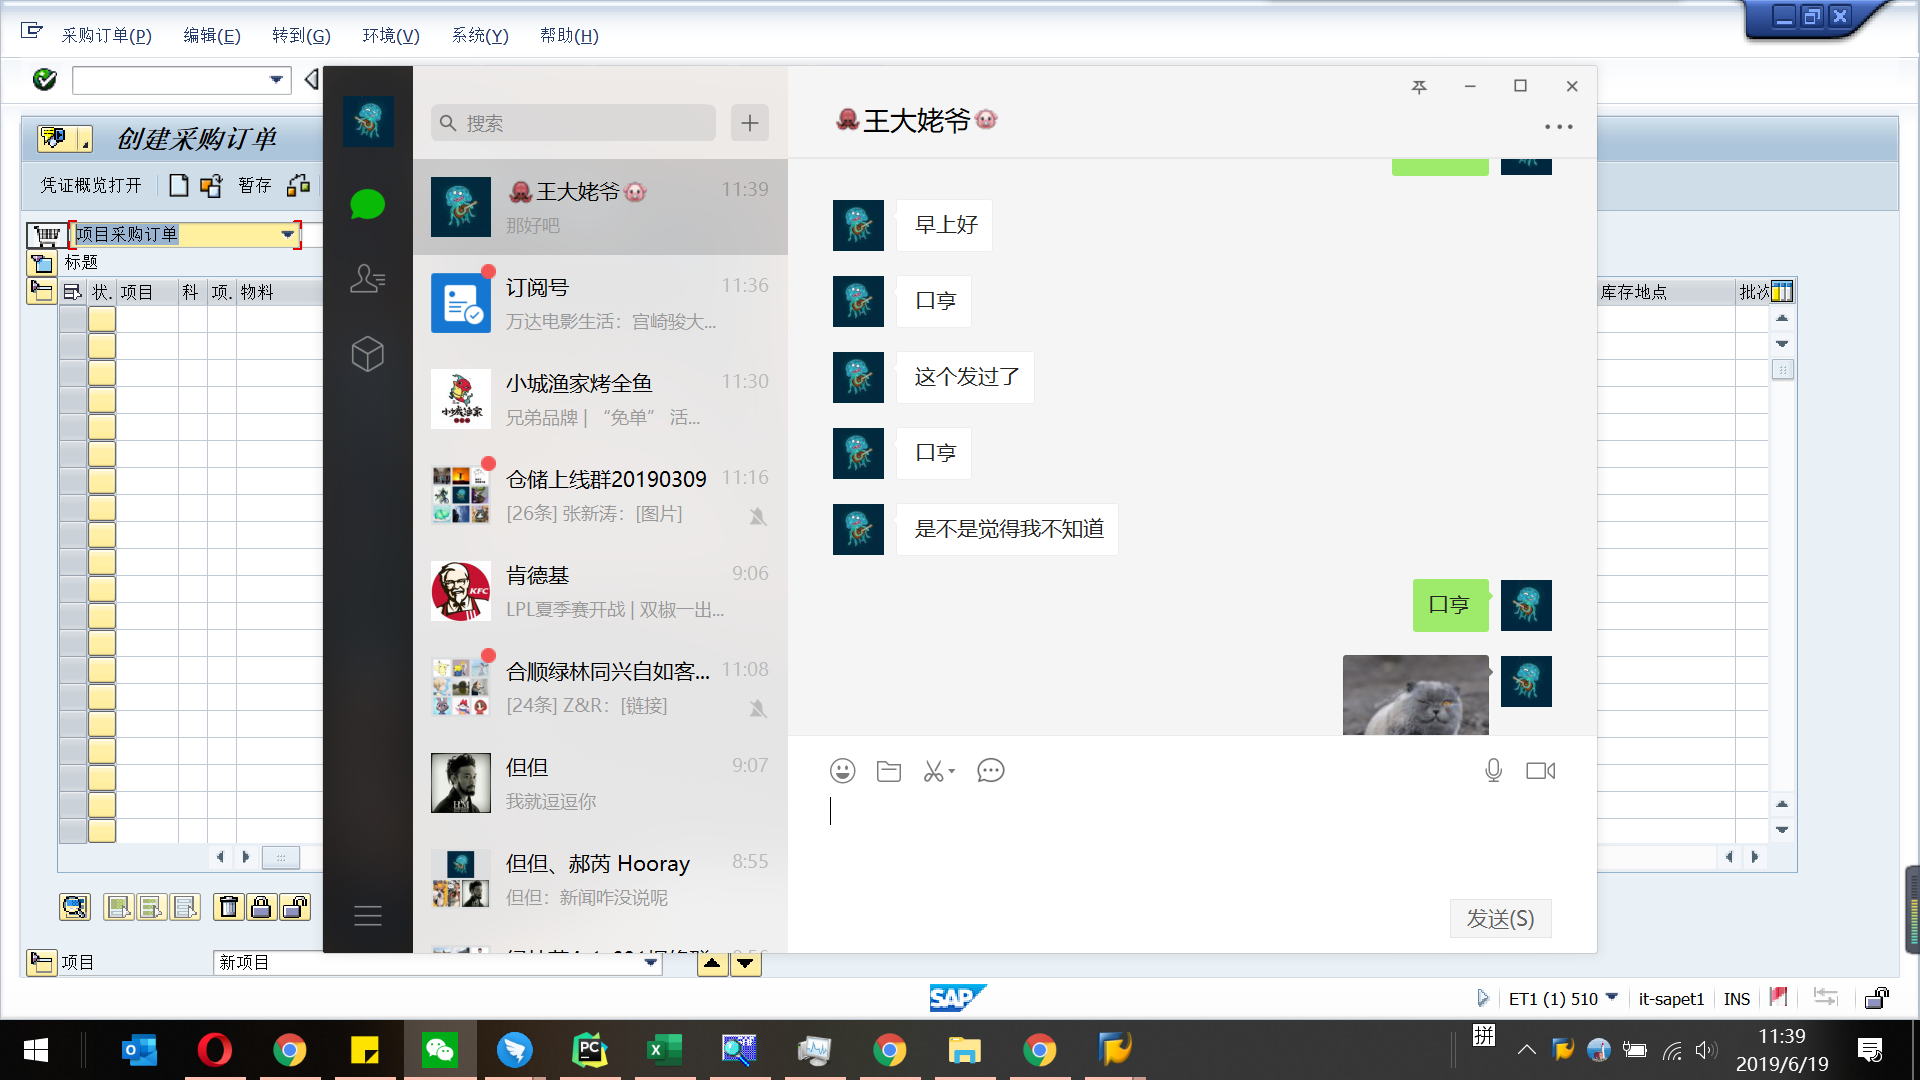 采购订单(P) 编辑(E) 转到(G) 环境(V) 系统(Y) 帮助(H)
创建采购订单
凭证概览打开 暂存
项目采购订单
标题
状. 项目 科 项. 物料 库存地点 批次
项目 新项目
搜索
王大姥爷 11:39
那好吧
订阅号 11:36
万达电影生活：宫崎骏大...
小城渔家烤全鱼 11:30
兄弟品牌 | “免单” 活...
小城渔家
仓储上线群20190309 11:16
[26条] 张新涛：[图片]
肯德基 9:06
LPL夏季赛开战 | 双椒一出...
KFC
合顺绿林同兴自如客... 11:08
[24条] Z&R：[链接]
但但 9:07
我就逗逗你
但但、郝芮 Hooray 8:55
但但：新闻咋没说呢
王大姥爷
早上好
口亨
这个发过了
口亨
是不是觉得我不知道
口亨
发送(S)
SAP
ET1 (1) 510 it-sapet1 INS
拼
11:39
2019/6/19